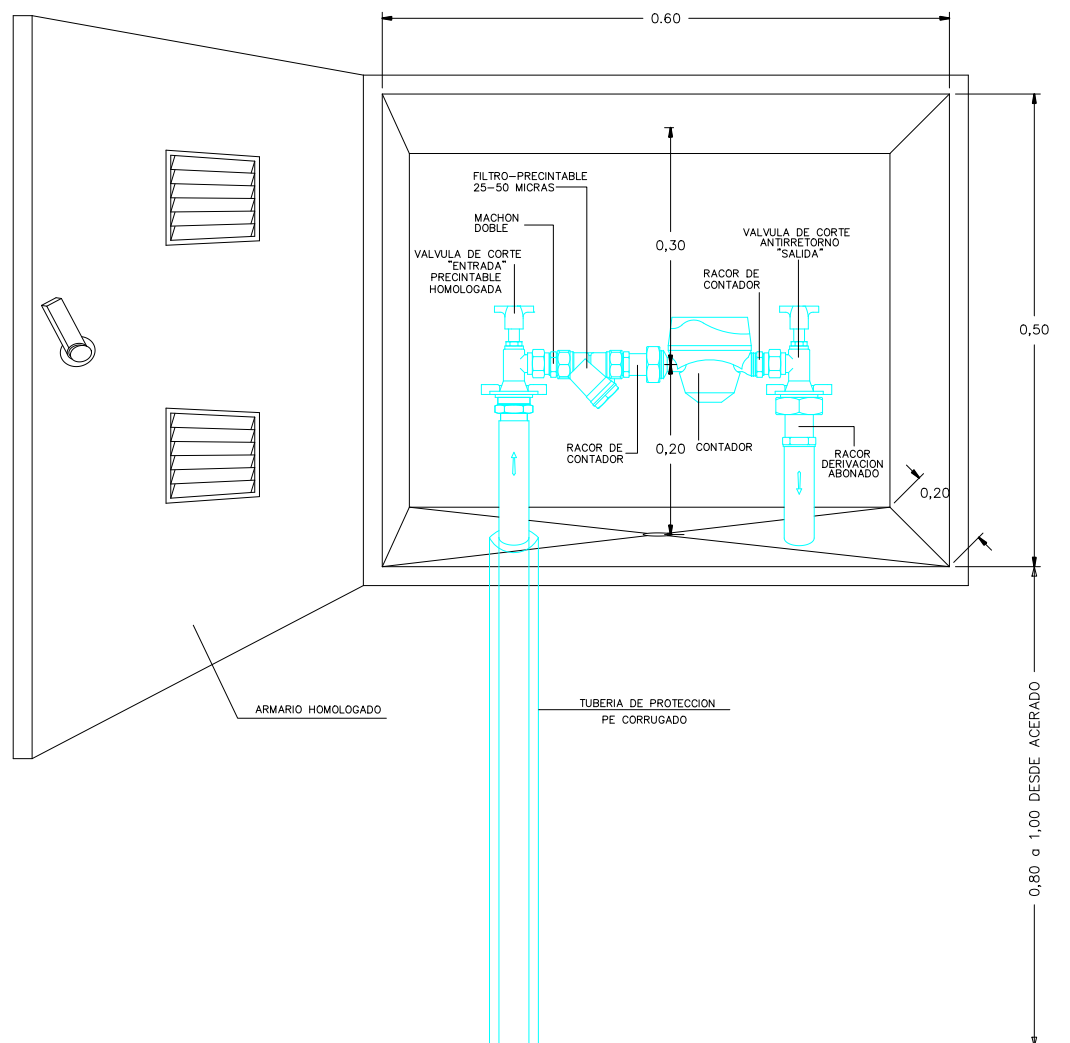 0.60
FILTRO-PRECINTABLE
25-50 MICRAS
MACHON
DOBLE
VALVULA DE CORTE
"ENTRADA"
PRECINTABLE
HOMOLOGADA
0,30
VALVULA DE CORTE
ANTIRRETORNO
"SALIDA"
RACOR DE
CONTADOR
0,50
RACOR DE
CONTADOR
0,20
CONTADOR
RACOR
DERIVACION
ABONADO
0,20
ARMARIO HOMOLOGADO
TUBERIA DE PROTECCION
PE CORRUGADO
0,80 a 1,00 DESDE ACERADO